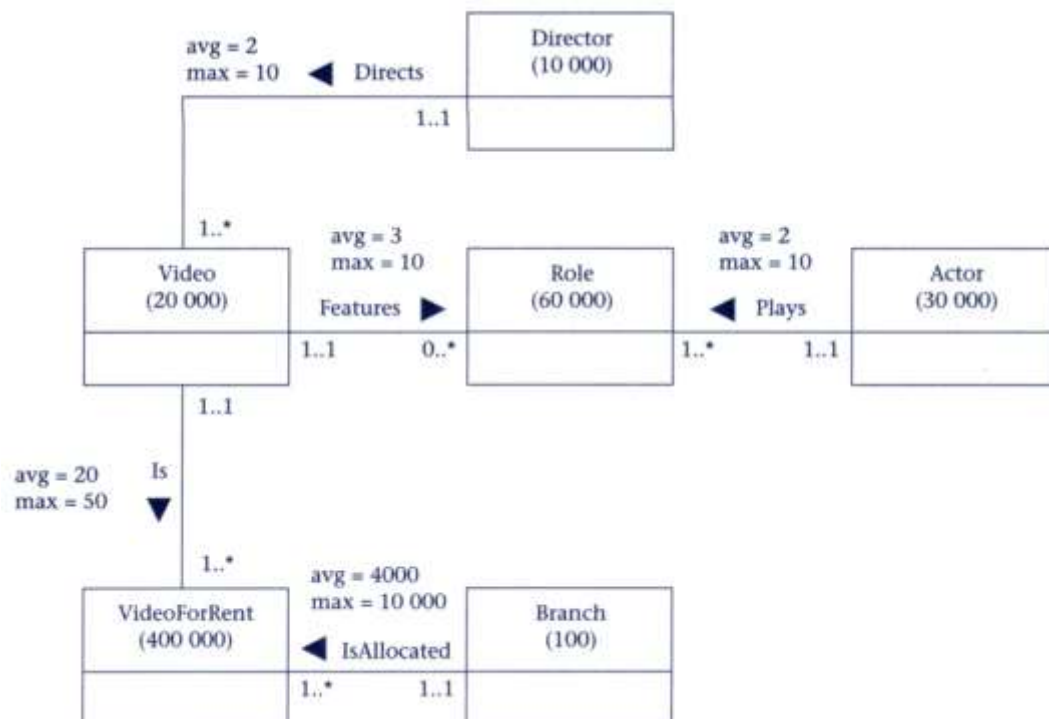 Director
(10 000)
avg = 2
max = 10
Directs
1..1
1..*
Video
(20 000)
avg = 3
max = 10
Features
1..1
0..*
Role
(60 000)
avg = 2
max = 10
Plays
1..*
1..1
Actor
(30 000)
1..1
avg = 20
max = 50
Is
1..*
VideoForRent
(400 000)
avg = 4000
max = 10 000
IsAllocated
1..*
1..1
Branch
(100)